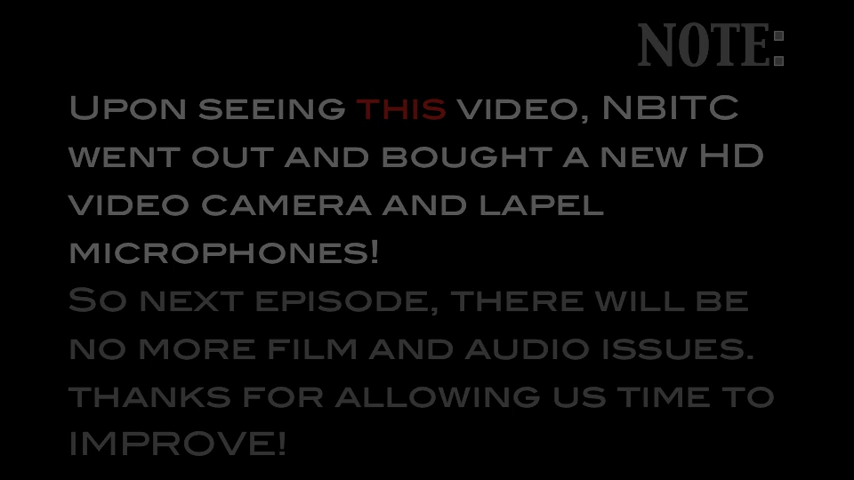 NOTE:
Upon seeing this video, NBITC
went out and bought a new HD
video camera and lapel
microphones!
So next episode, there will be
no more film and audio issues.
thanks for allowing us time to
IMPROVE!